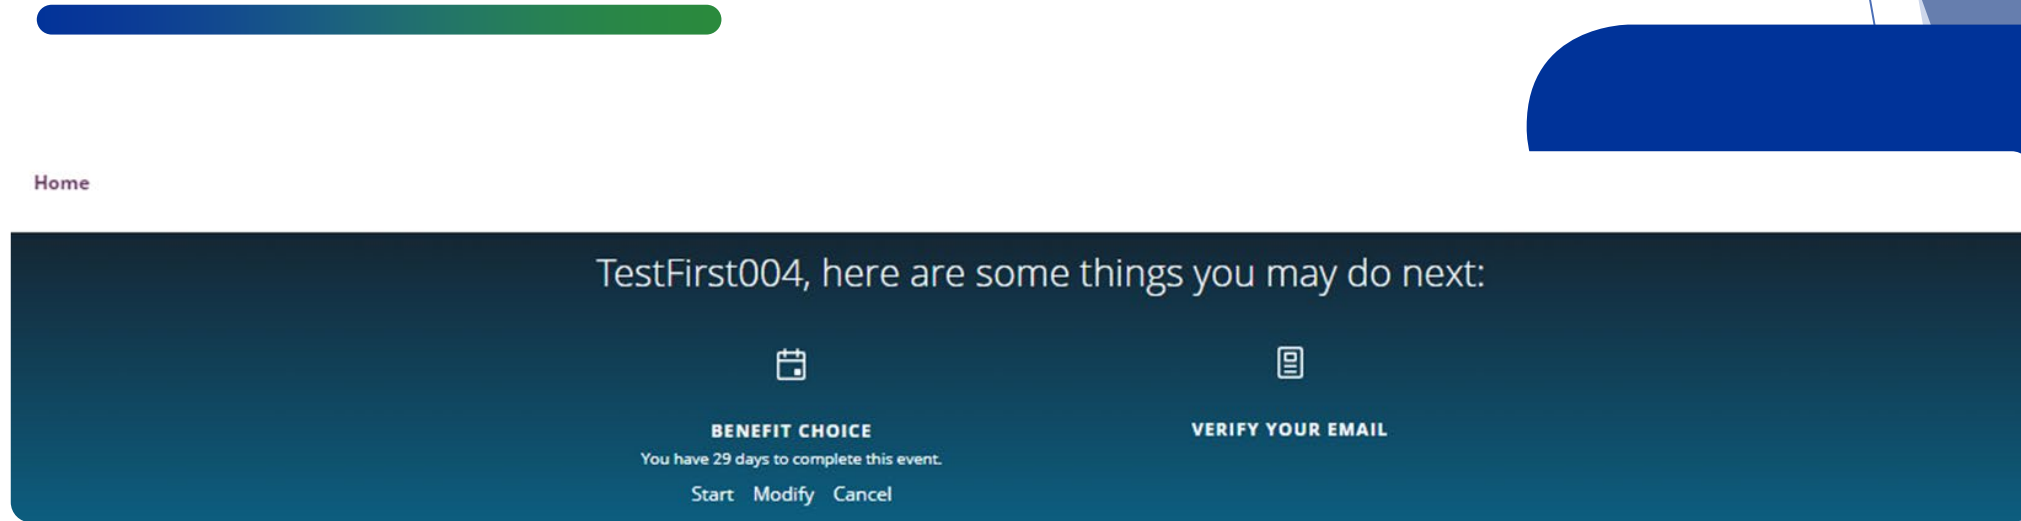 Home
TestFirst004, here are some things you may do next:
BENEFIT CHOICE
You have 29 days to complete this event.
Start Modify Cancel
VERIFY YOUR EMAIL